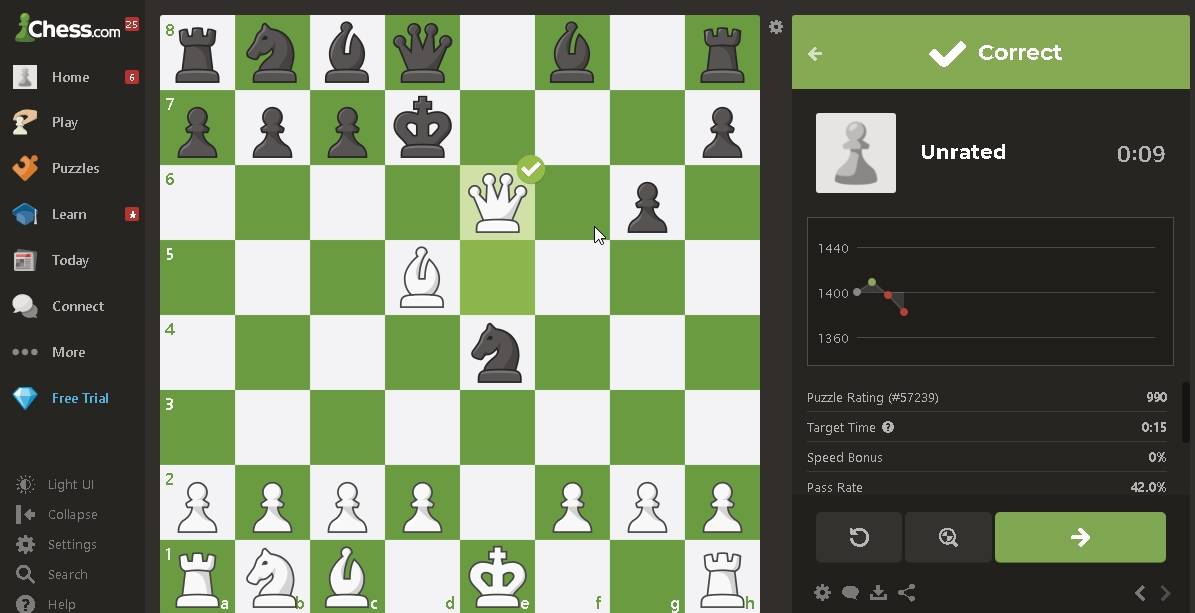 Chess.com 25
Home 6
Play
Puzzles
Learn
Today
Connect
More
Free Trial
Light UI
Collapse
Settings
Search
Help
8
7
6
5
4
3
2
1
a b c d e f g h
Correct
Unrated 0:09
1440
1400
1360
Puzzle Rating (#57239) 990
Target Time ? 0:15
Speed Bonus 0%
Pass Rate 42.0%